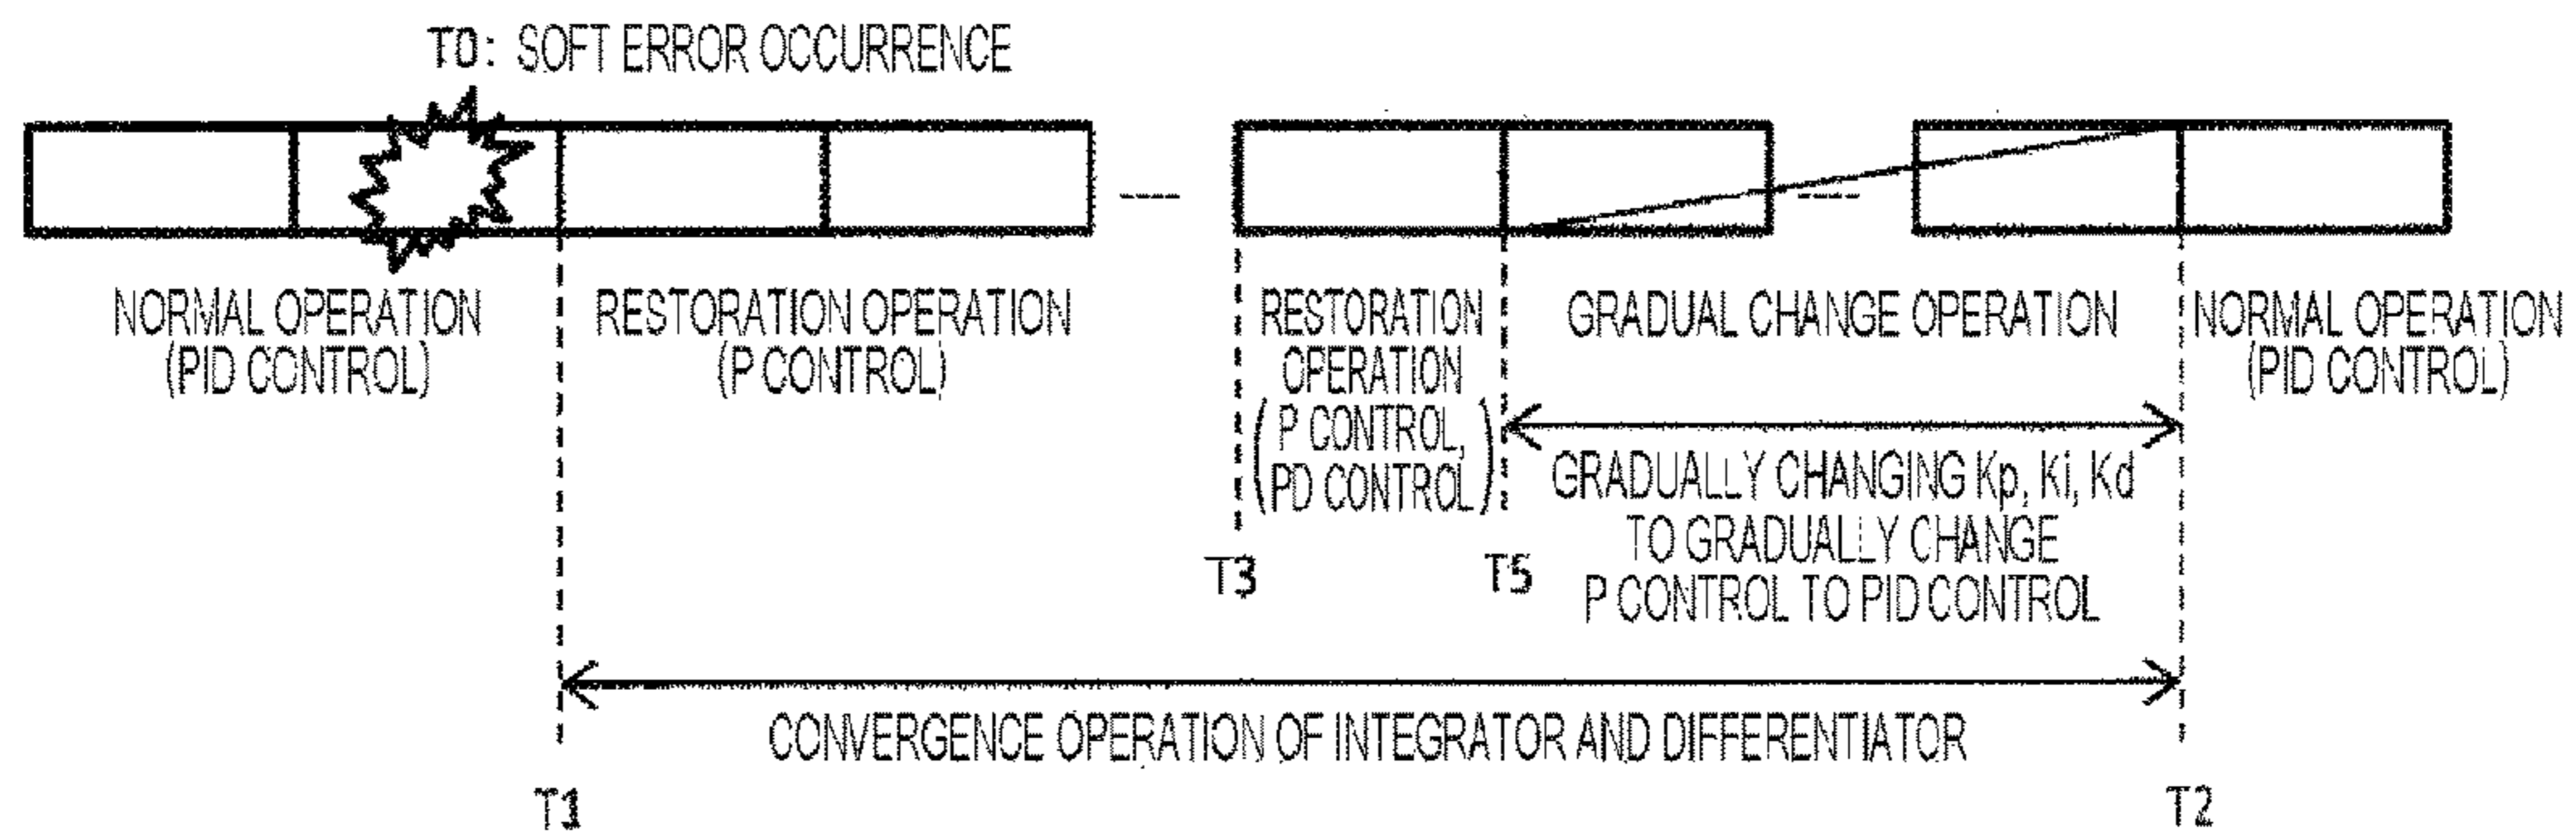 T0: SOFT ERROR OCCURRENCE
NORMAL OPERATION
(PID CONTROL)
RESTORATION OPERATION
(P CONTROL)
RESTORATION
OPERATION
(P CONTROL,
PD CONTROL)
GRADUAL CHANGE OPERATION
NORMAL OPERATION
(PID CONTROL)
GRADUALLY CHANGING Kp, Ki, Kd
TO GRADUALLY CHANGE
P CONTROL TO PID CONTROL
T3
T5
CONVERGENCE OPERATION OF INTEGRATOR AND DIFFERENTIATOR
T1
T2